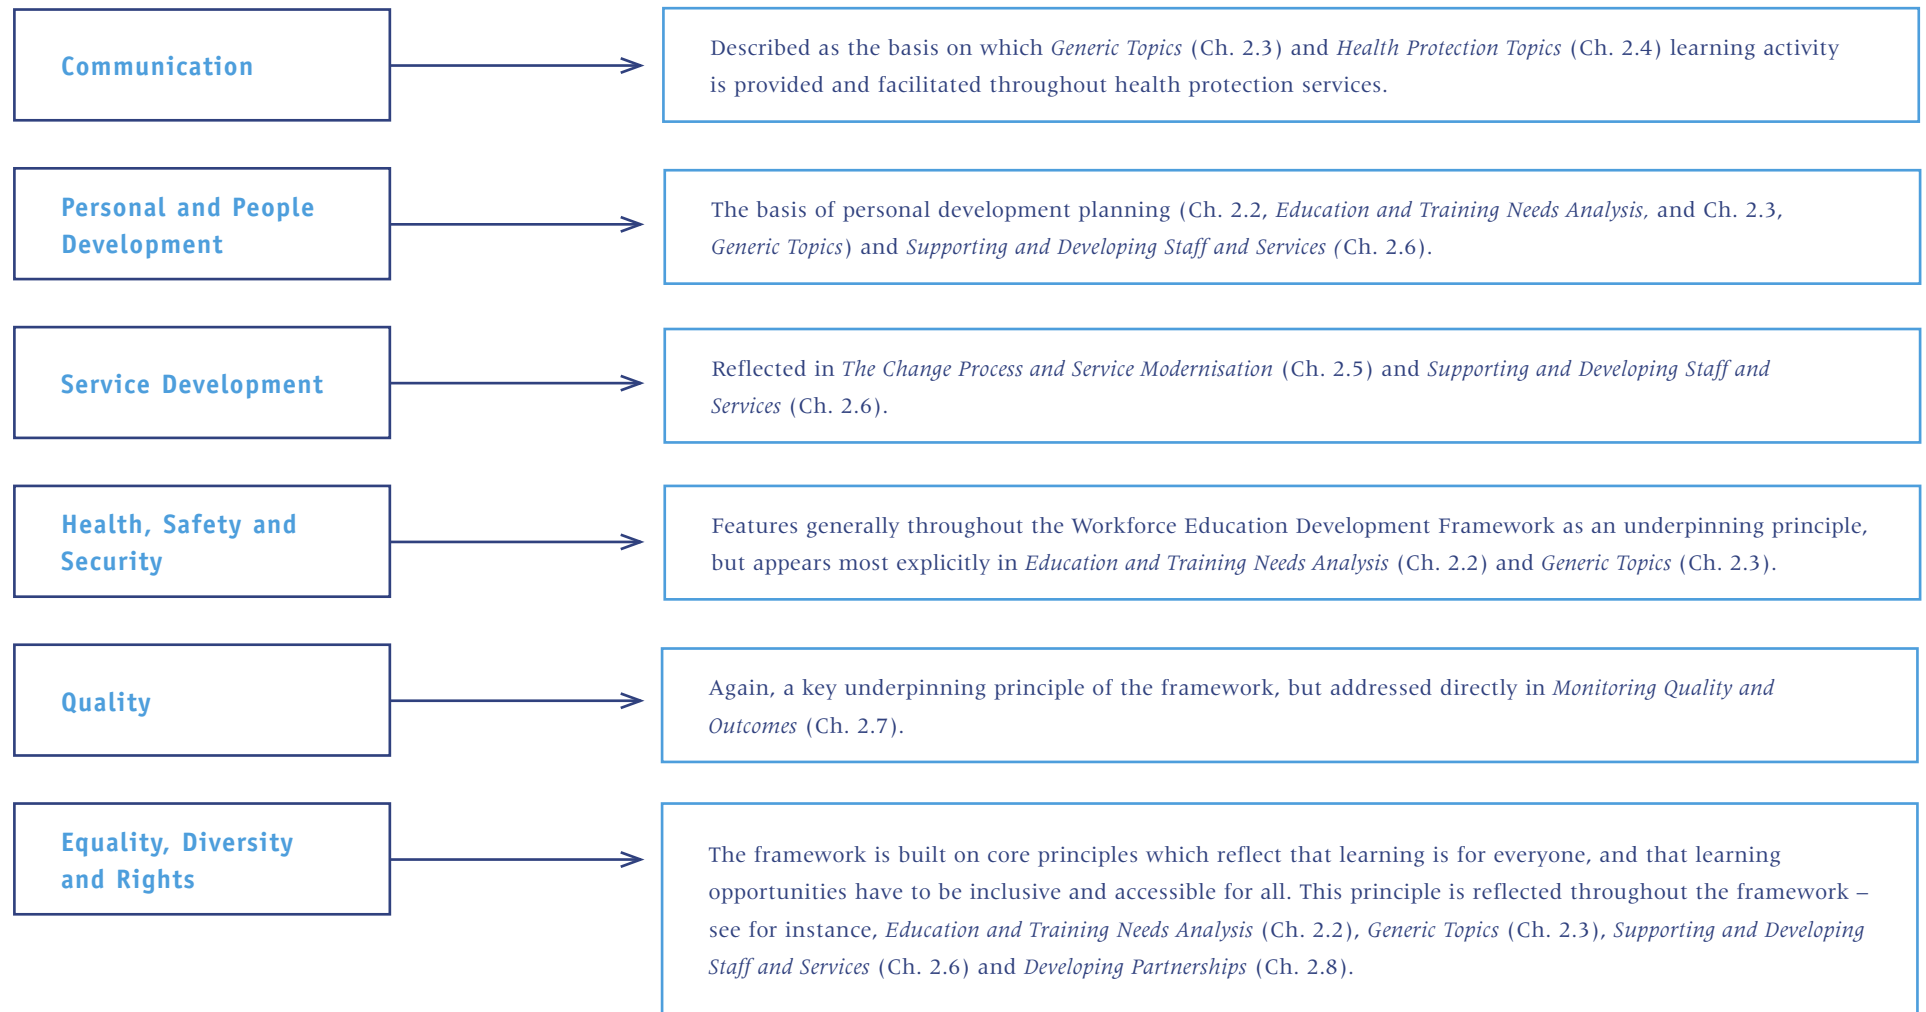 Communication
Described as the basis on which Generic Topics (Ch. 2.3) and Health Protection Topics (Ch. 2.4) learning activity
is provided and facilitated throughout health protection services.
Personal and People
Development
The basis of personal development planning (Ch. 2.2, Education and Training Needs Analysis, and Ch. 2.3,
Generic Topics) and Supporting and Developing Staff and Services (Ch. 2.6).
Service Development
Reflected in The Change Process and Service Modernisation (Ch. 2.5) and Supporting and Developing Staff and
Services (Ch. 2.6).
Health, Safety and
Security
Features generally throughout the Workforce Education Development Framework as an underpinning principle,
but appears most explicitly in Education and Training Needs Analysis (Ch. 2.2) and Generic Topics (Ch. 2.3).
Quality
Again, a key underpinning principle of the framework, but addressed directly in Monitoring Quality and
Outcomes (Ch. 2.7).
Equality, Diversity
and Rights
The framework is built on core principles which reflect that learning is for everyone, and that learning
opportunities have to be inclusive and accessible for all. This principle is reflected throughout the framework –
see for instance, Education and Training Needs Analysis (Ch. 2.2), Generic Topics (Ch. 2.3), Supporting and Developing
Staff and Services (Ch. 2.6) and Developing Partnerships (Ch. 2.8).